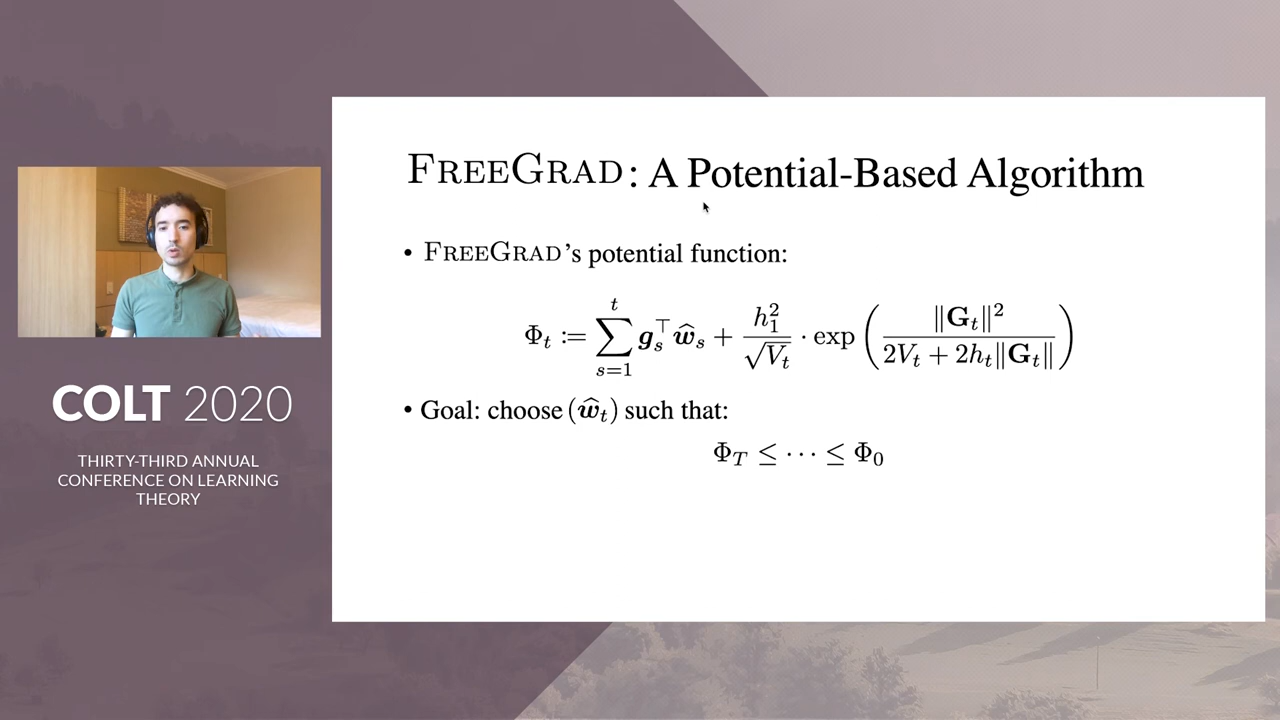 COLT 2020
THIRTY-THIRD ANNUAL
CONFERENCE ON LEARNING
THEORY
FREEGRAD: A Potential-Based Algorithm
• FREEGRAD's potential function:
Φ_t := ∑_{s=1}^{t} g_s^⊤ ŵ_s + h_1^2 / √V_t · exp( ‖G_t‖^2 / (2V_t + 2h_t‖G_t‖) )
• Goal: choose (ŵ_t) such that:
Φ_T ≤ ⋯ ≤ Φ_0